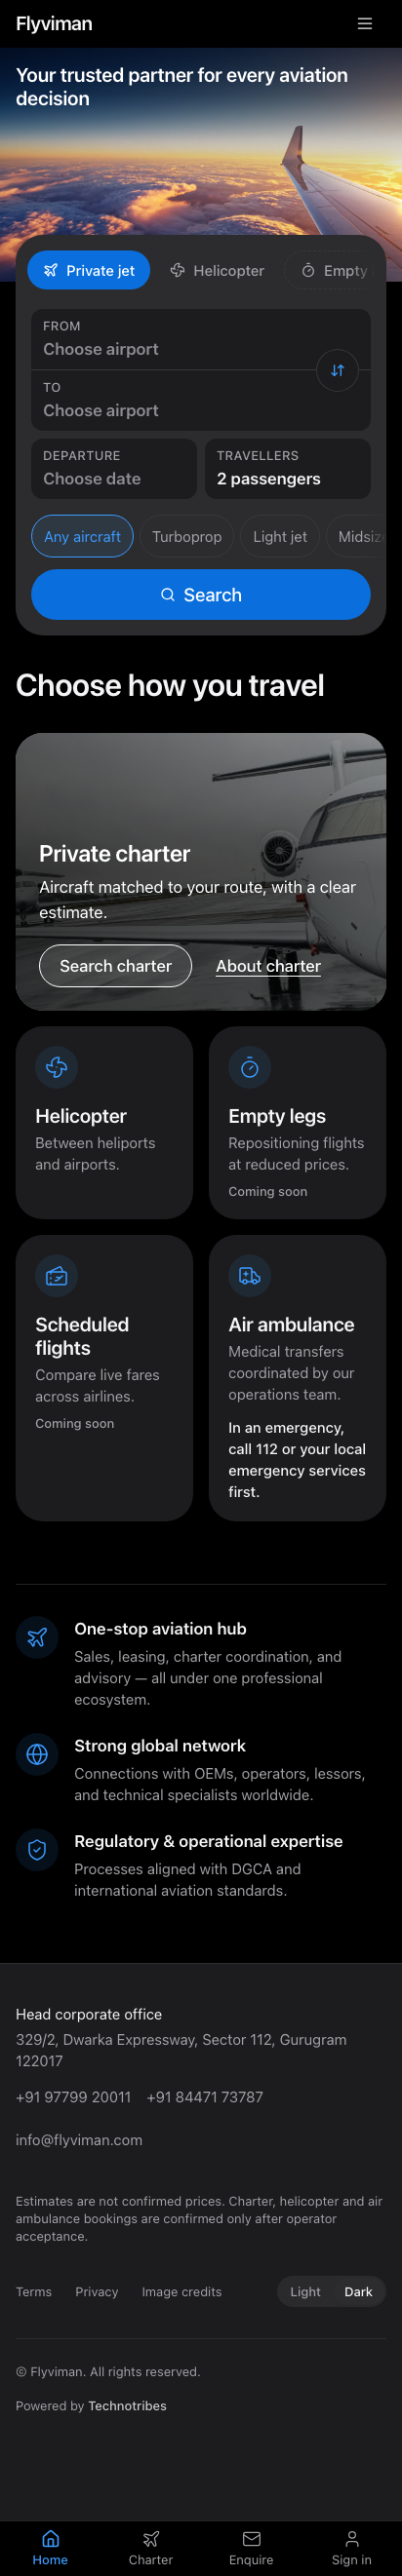 Flyviman
Your trusted partner for every aviation
decision
Private jet
Helicopter
Empty
FROM
Choose airport
TO
Choose airport
DEPARTURE
Choose date
TRAVELLERS
2 passengers
Any aircraft
Turboprop
Light jet
Midsize
Search
Choose how you travel
Private charter
Aircraft matched to your route, with a clear
estimate.
Search charter
About charter
Helicopter
Between heliports
and airports.
Empty legs
Repositioning flights
at reduced prices.
Coming soon
Scheduled
flights
Compare live fares
across airlines.
Coming soon
Air ambulance
Medical transfers
coordinated by our
operations team.
In an emergency,
call 112 or your local
emergency services
first.
One-stop aviation hub
Sales, leasing, charter coordination, and
advisory — all under one professional
ecosystem.
Strong global network
Connections with OEMs, operators, lessors,
and technical specialists worldwide.
Regulatory & operational expertise
Processes aligned with DGCA and
international aviation standards.
Head corporate office
329/2, Dwarka Expressway, Sector 112, Gurugram
122017
+91 97799 20011 +91 84471 73787
info@flyviman.com
Estimates are not confirmed prices. Charter, helicopter and air
ambulance bookings are confirmed only after operator
acceptance.
Terms Privacy Image credits Light Dark
© Flyviman. All rights reserved.
Powered by Technotribes
Home Charter Enquire Sign in